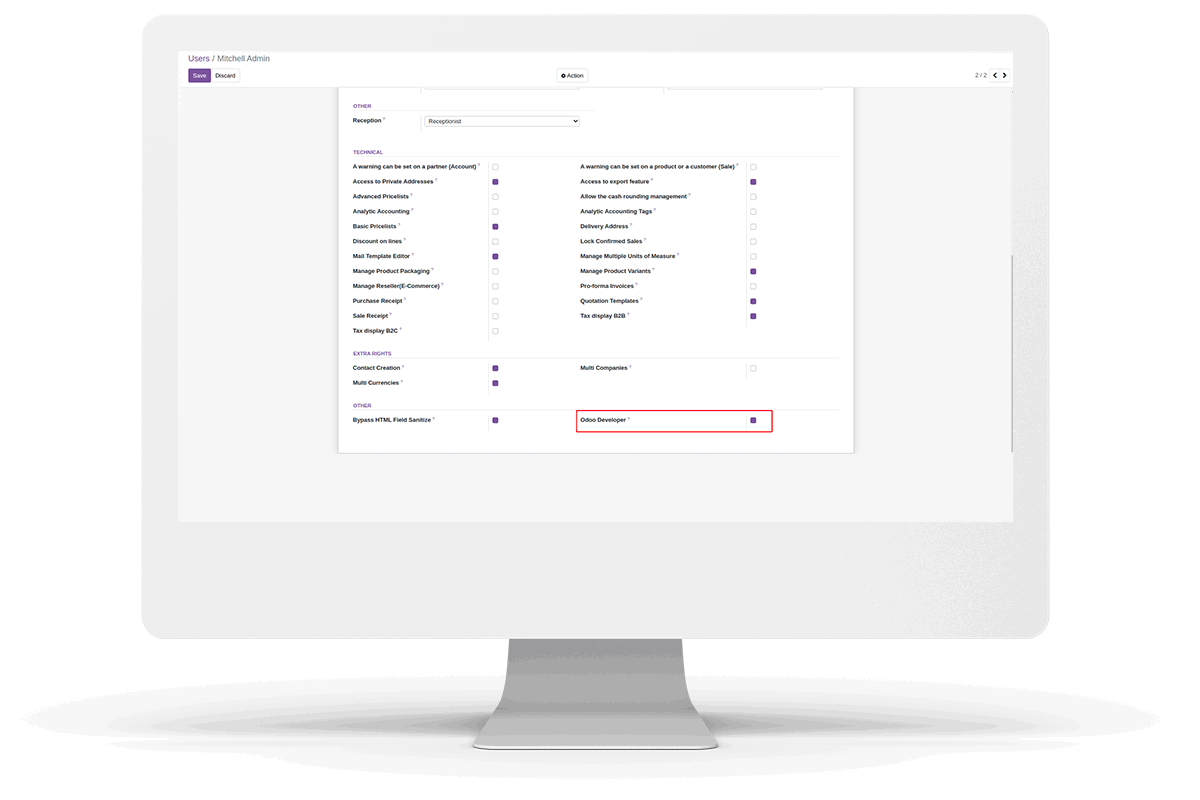 Users / Mitchell Admin
Save Discard Action 2 / 2
OTHER
Reception ? Receptionist
TECHNICAL
A warning can be set on a partner (Account) ? A warning can be set on a product or a customer (Sale) ?
Access to Private Addresses ? Access to export feature ?
Advanced Pricelists ? Allow the cash rounding management ?
Analytic Accounting ? Analytic Accounting Tags ?
Basic Pricelists ? Delivery Address ?
Discount on lines ? Lock Confirmed Sales ?
Mail Template Editor ? Manage Multiple Units of Measure ?
Manage Product Packaging ? Manage Product Variants ?
Manage Reseller(E-Commerce) ? Pro-forma Invoices ?
Purchase Receipt ? Quotation Templates ?
Sale Receipt ? Tax display B2B ?
Tax display B2C ?
EXTRA RIGHTS
Contact Creation ? Multi Companies ?
Multi Currencies ?
OTHER
Bypass HTML Field Sanitize ? Odoo Developer ?